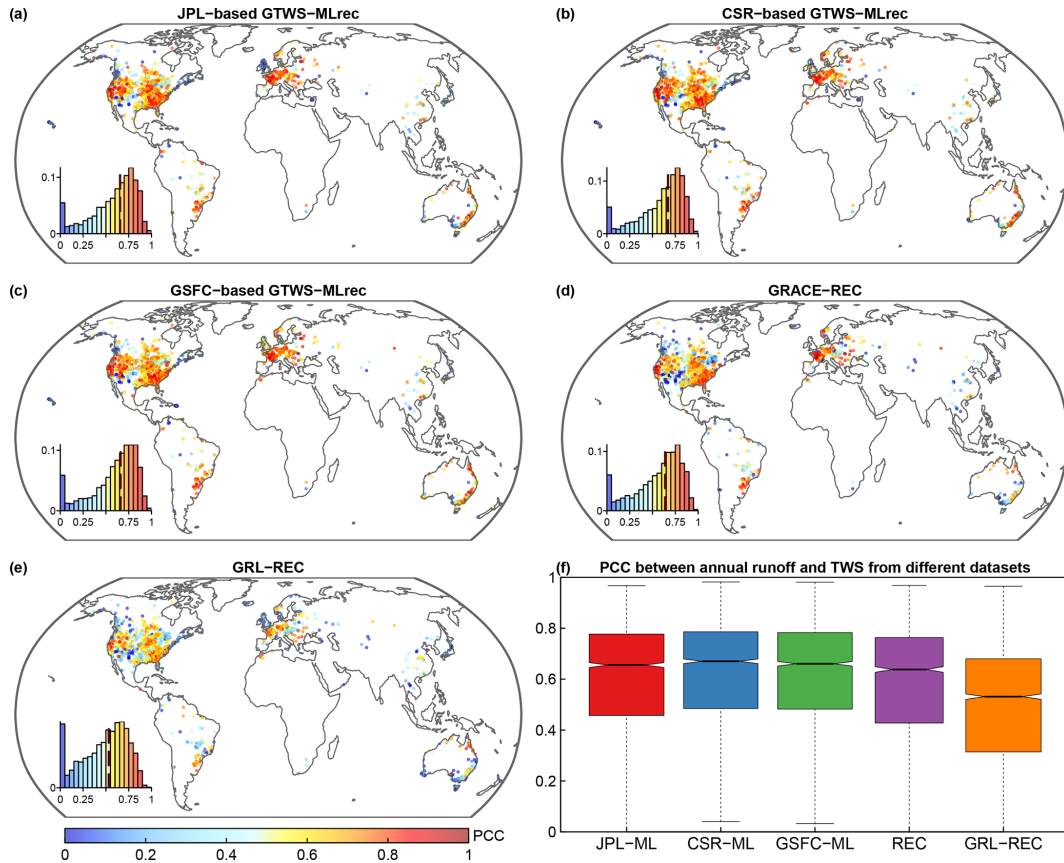 (a) JPL−based GTWS−MLrec
0.1
0
0 0.25 0.75 1
(b) CSR−based GTWS−MLrec
0.1
0
0 0.25 0.75 1
(c) GSFC−based GTWS−MLrec
0.1
0
0 0.25 0.75 1
(d) GRACE−REC
0.1
0
0 0.25 0.75 1
(e) GRL−REC
0
0 0.25 0.75 1
PCC
0 0.2 0.4 0.6 0.8 1
(f) PCC between annual runoff and TWS from different datasets
1
0.8
0.6
0.4
0.2
0
JPL−ML CSR−ML GSFC−ML REC GRL−REC